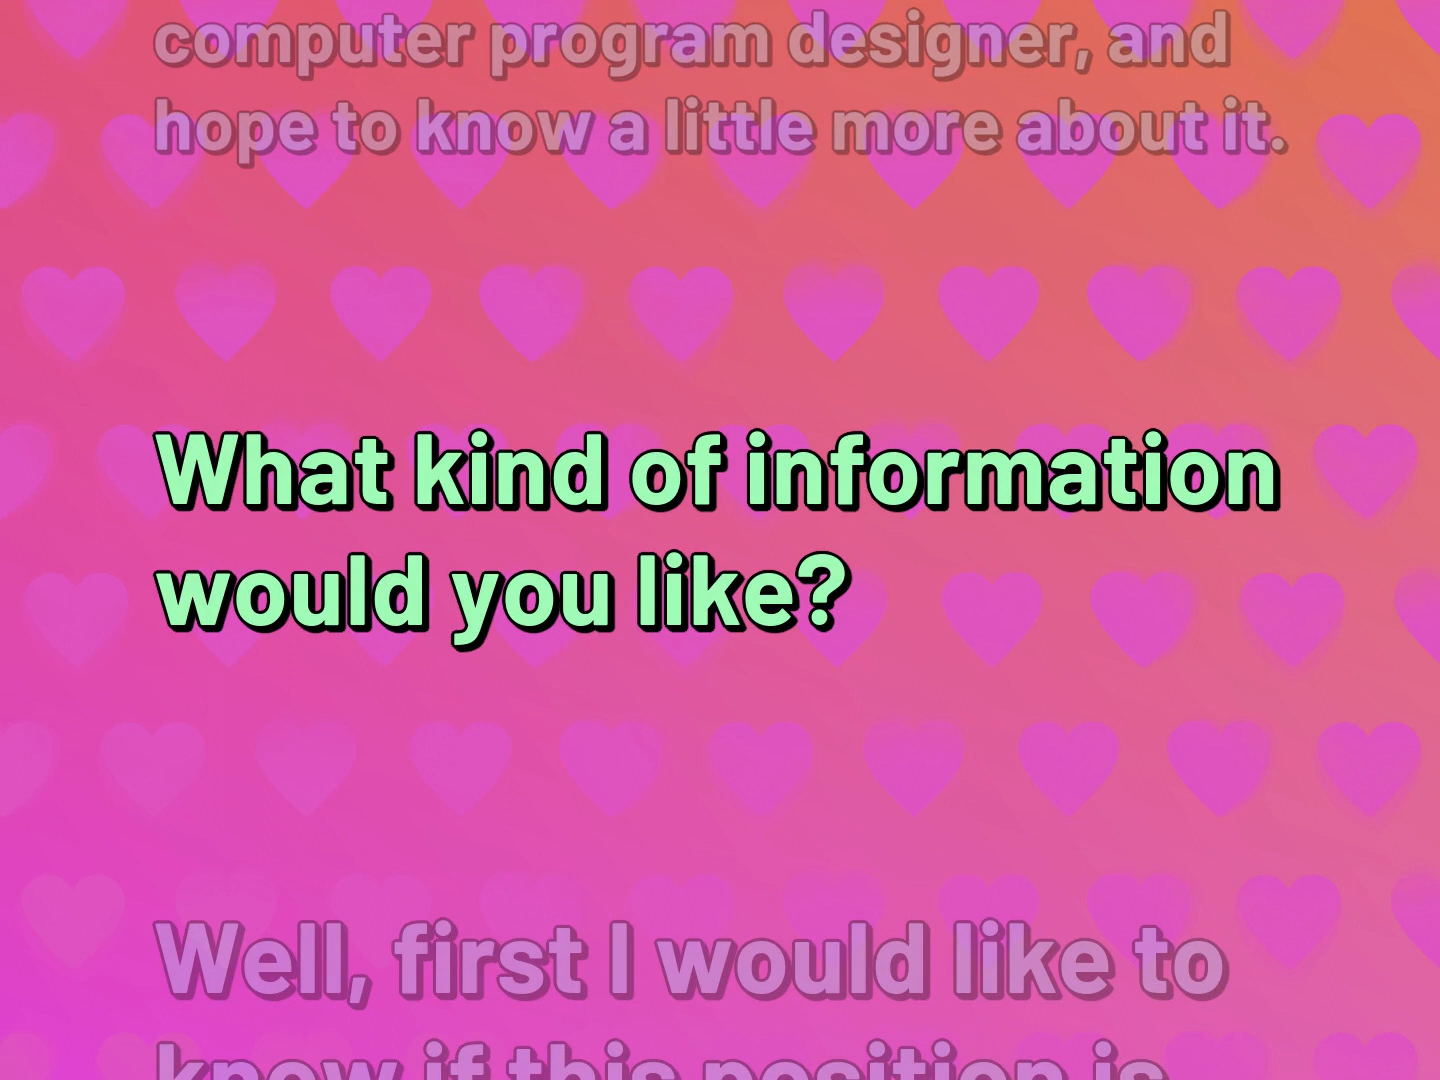 computer program designer, and
hope to know a little more about it.
What kind of information
would you like?
Well, first I would like to
know if this position is